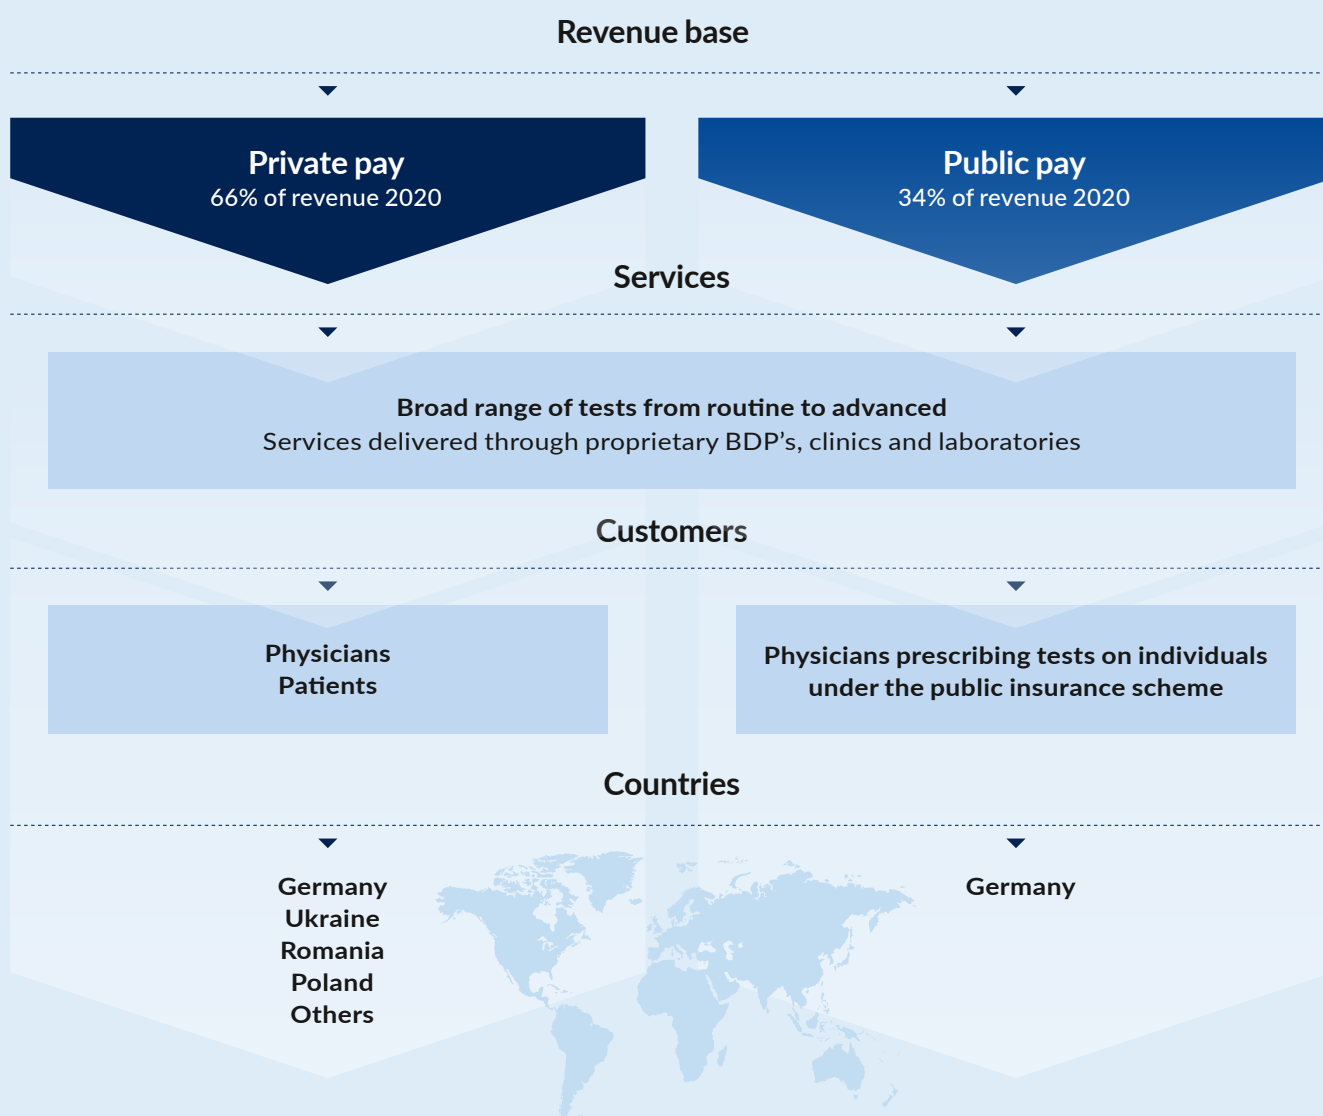 Revenue base
Private pay
66% of revenue 2020
Public pay
34% of revenue 2020
Services
Broad range of tests from routine to advanced
Services delivered through proprietary BDP's, clinics and laboratories
Customers
Physicians
Patients
Physicians prescribing tests on individuals
under the public insurance scheme
Countries
Germany
Ukraine
Romania
Poland
Others
Germany